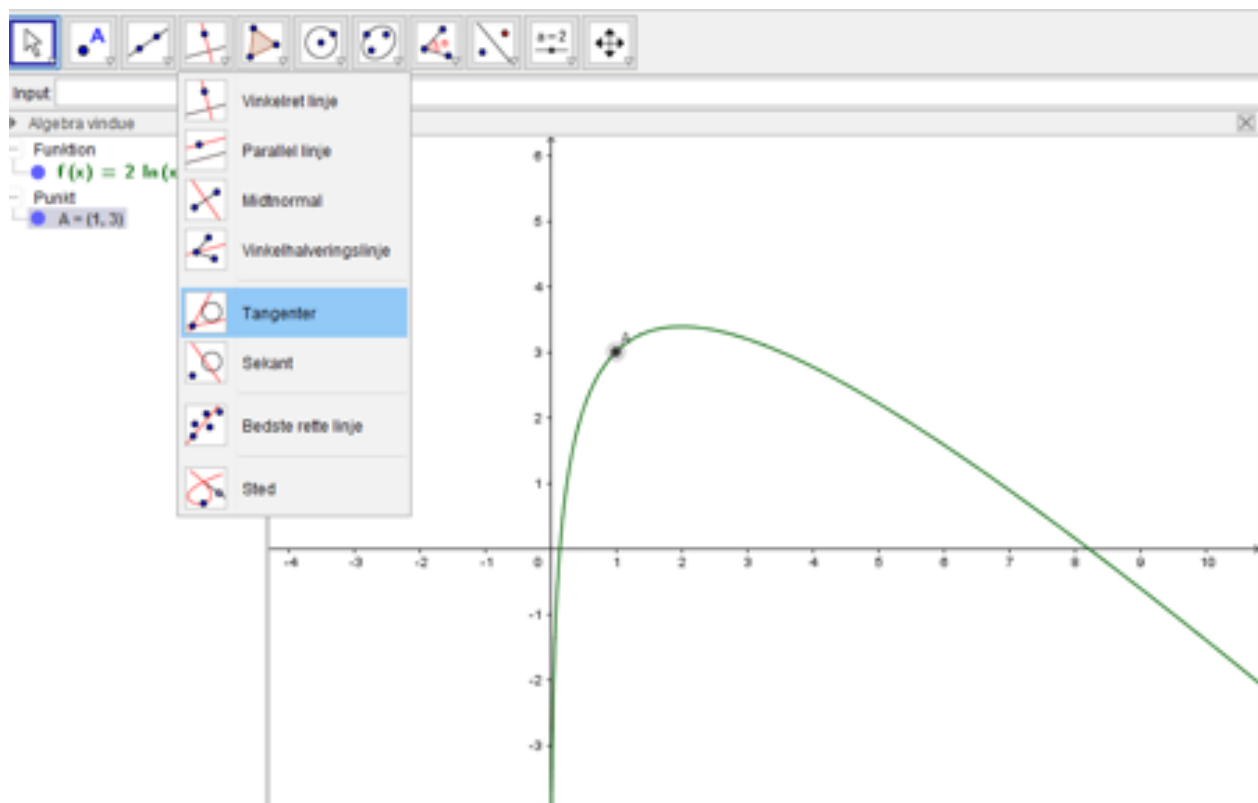 A
a = 2
Input
Algebra vindue
Funktion
f(x) = 2 ln(x
Punkt
A = (1, 3)
Vinkelret linje
Parallel linje
Midtnormal
Vinkelhalveringslinje
Tangenter
Sekant
Bedste rette linje
Sted
6
5
4
3
2
1
-1
-2
-3
A
-4 -3 -2 -1 0 1 2 3 4 5 6 7 8 9 10